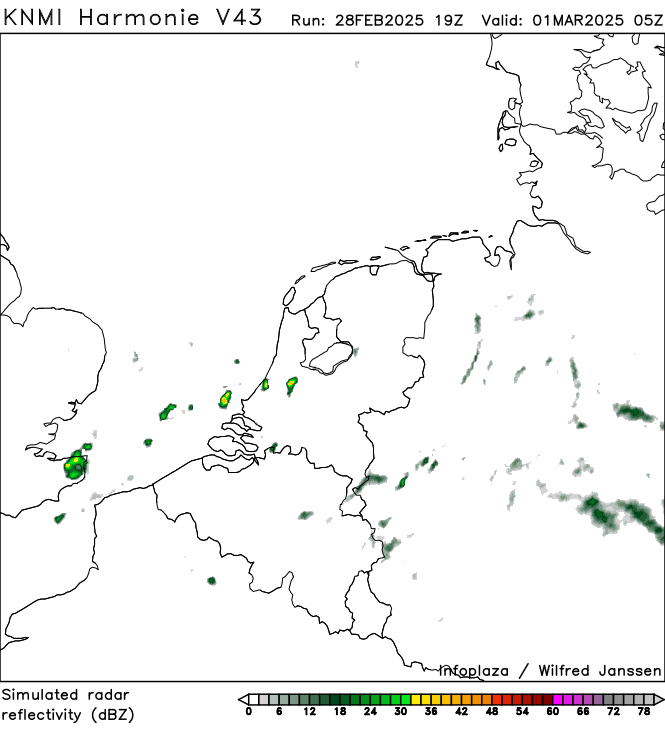 KNMI Harmonie V43 Run: 28FEB2025 19Z Valid: 01MAR2025 05Z
Infoplaza / Wilfred Janssen
Simulated radar
reflectivity (dBZ)
0 6 12 18 24 30 36 42 48 54 60 66 72 78